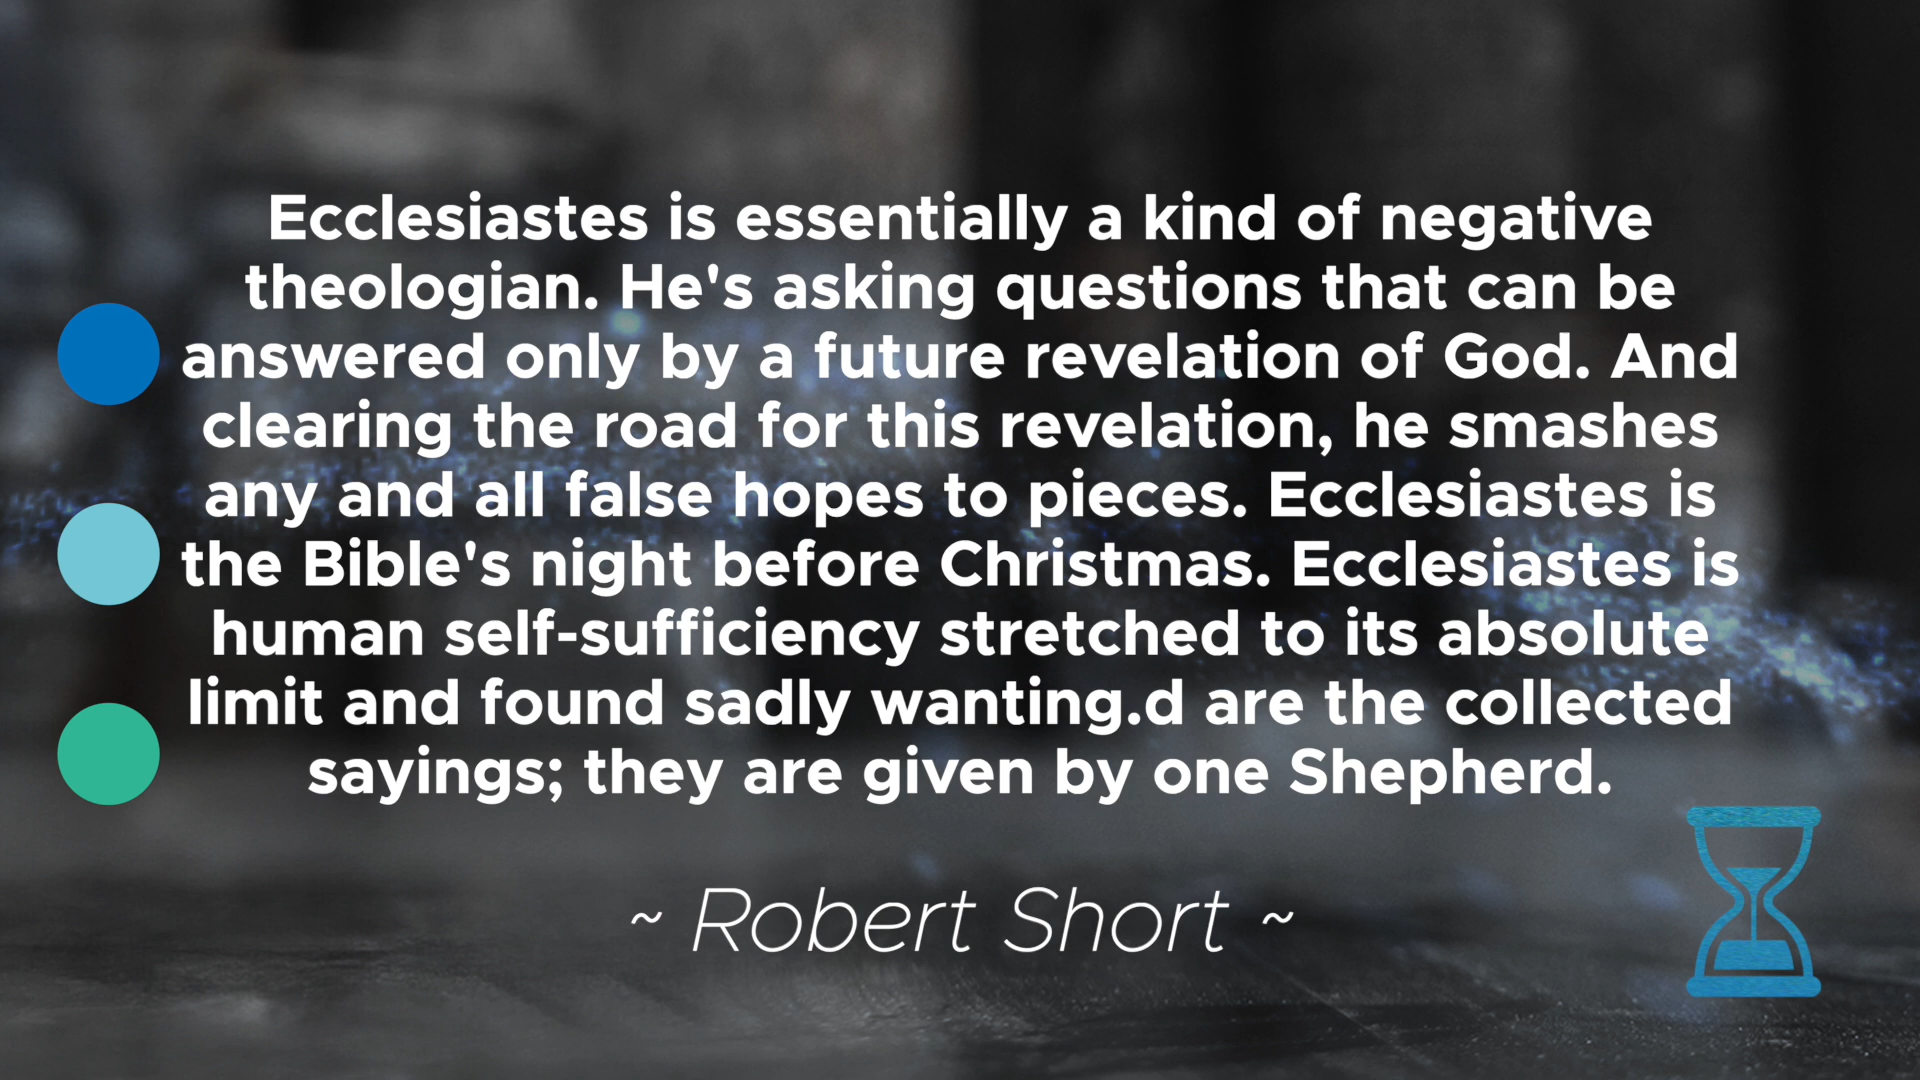 Ecclesiastes is essentially a kind of negative
theologian. He's asking questions that can be
answered only by a future revelation of God. And
clearing the road for this revelation, he smashes
any and all false hopes to pieces. Ecclesiastes is
the Bible's night before Christmas. Ecclesiastes is
human self-sufficiency stretched to its absolute
limit and found sadly wanting.d are the collected
sayings; they are given by one Shepherd.
~ Robert Short ~